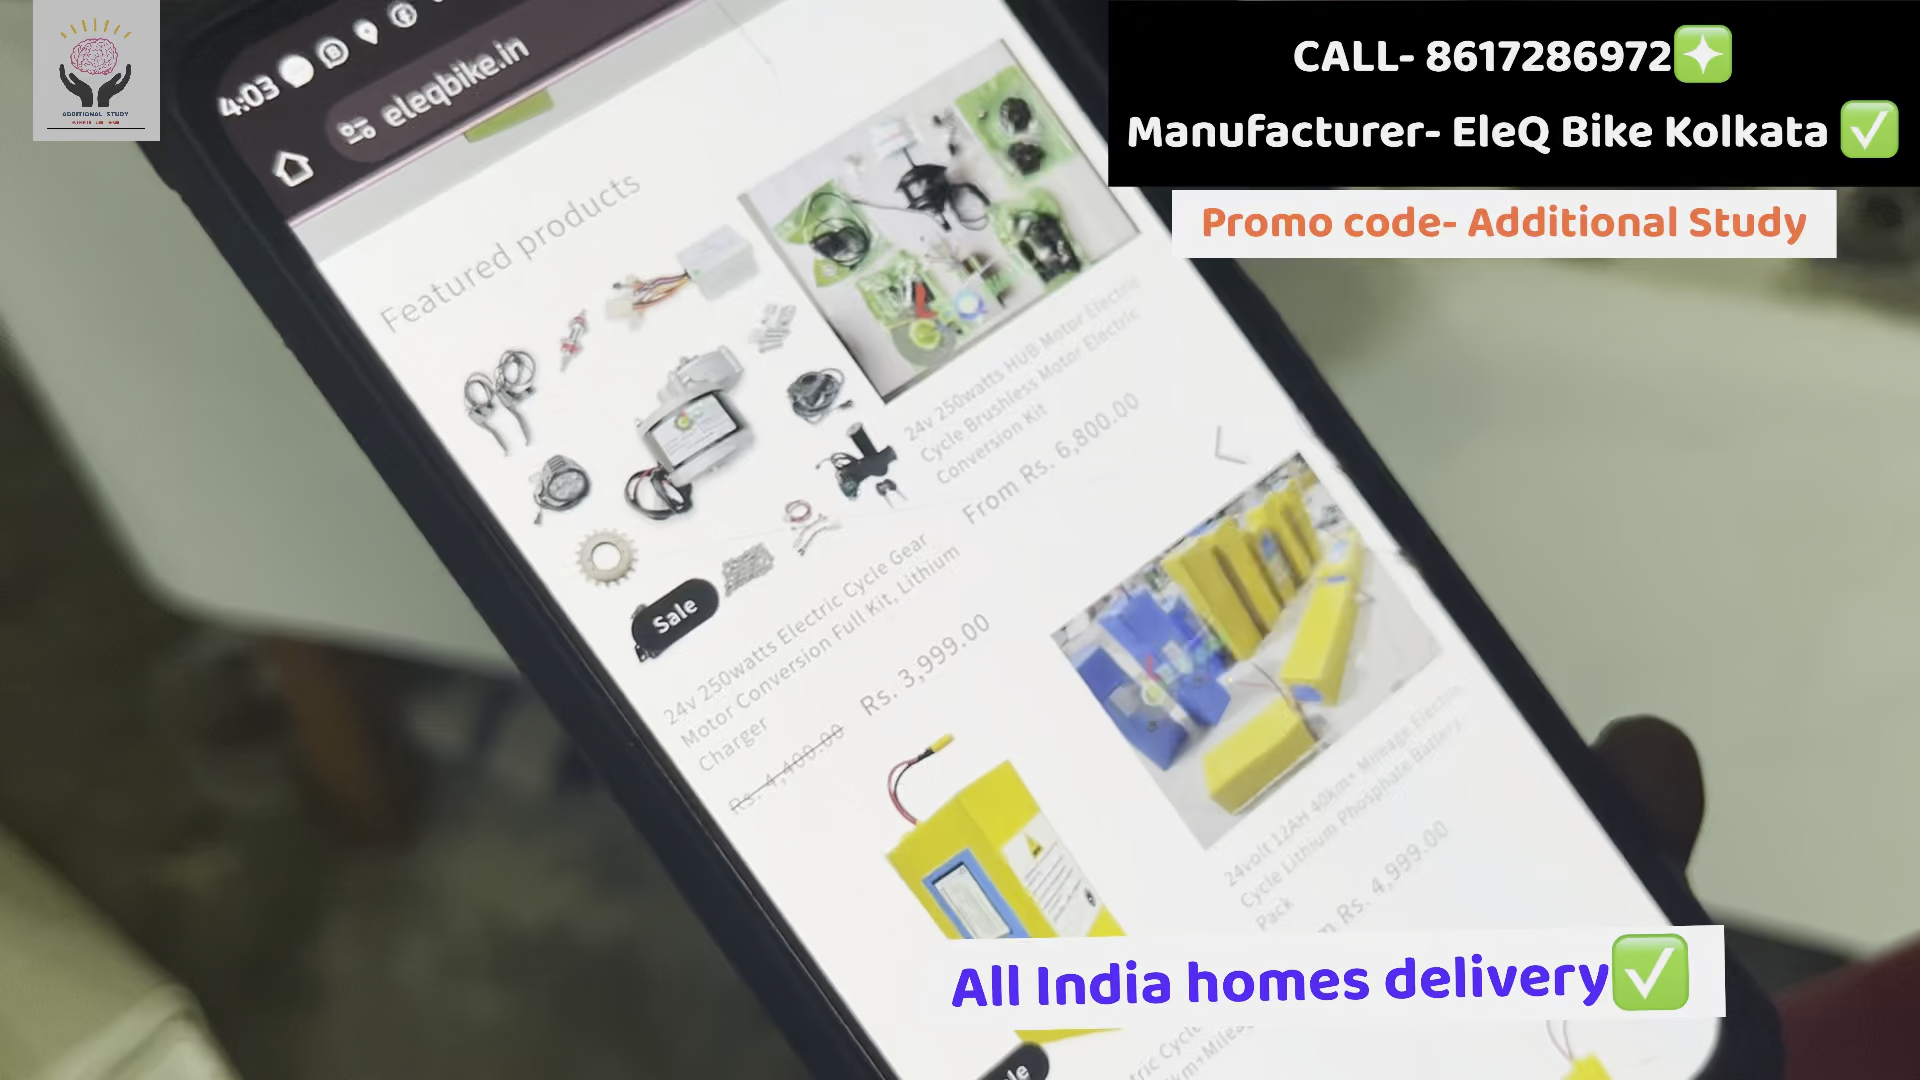 ADDITIONAL STUDY
CALL- 8617286972
Manufacturer- EleQ Bike Kolkata
Promo code- Additional Study
4:03
eleqbike.in
Featured products
24v 250watts HUB Motor Electric
Cycle Brushless Motor Electric
Conversion Kit
From Rs. 6,800.00
Sale
24v 250watts Electric Cycle Gear
Motor Conversion Full Kit, Lithium
Charger
Rs. 4,400.00 Rs. 3,999.00
24volt 12AH 40km+ Mileage Electric
Cycle Lithium Phosphate Battery
Pack
Rs. 4,999.00
All India homes delivery